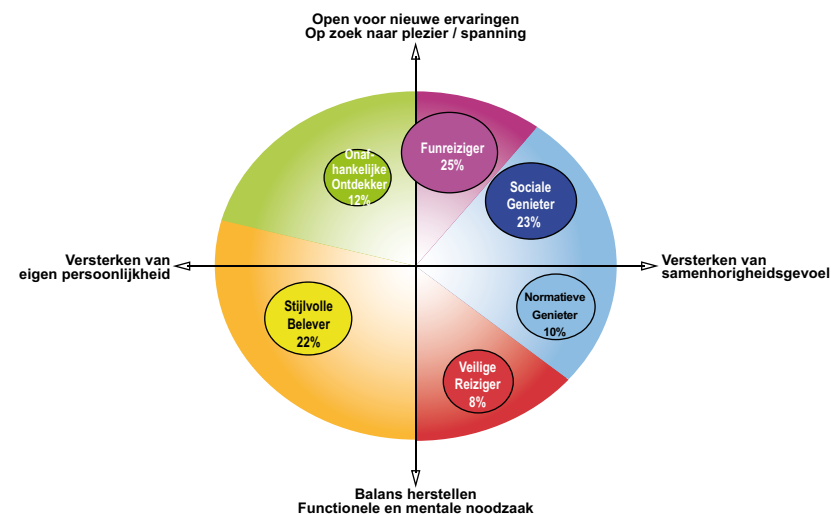 Open voor nieuwe ervaringen
Op zoek naar plezier / spanning
Funreiziger
25%
Onaf-
hankelijke
Ontdekker
12%
Sociale
Genieter
23%
Versterken van
eigen persoonlijkheid
Versterken van
samenhorigheidsgevoel
Stijlvolle
Belever
22%
Normatieve
Genieter
10%
Veilige
Reiziger
8%
Balans herstellen
Functionele en mentale noodzaak